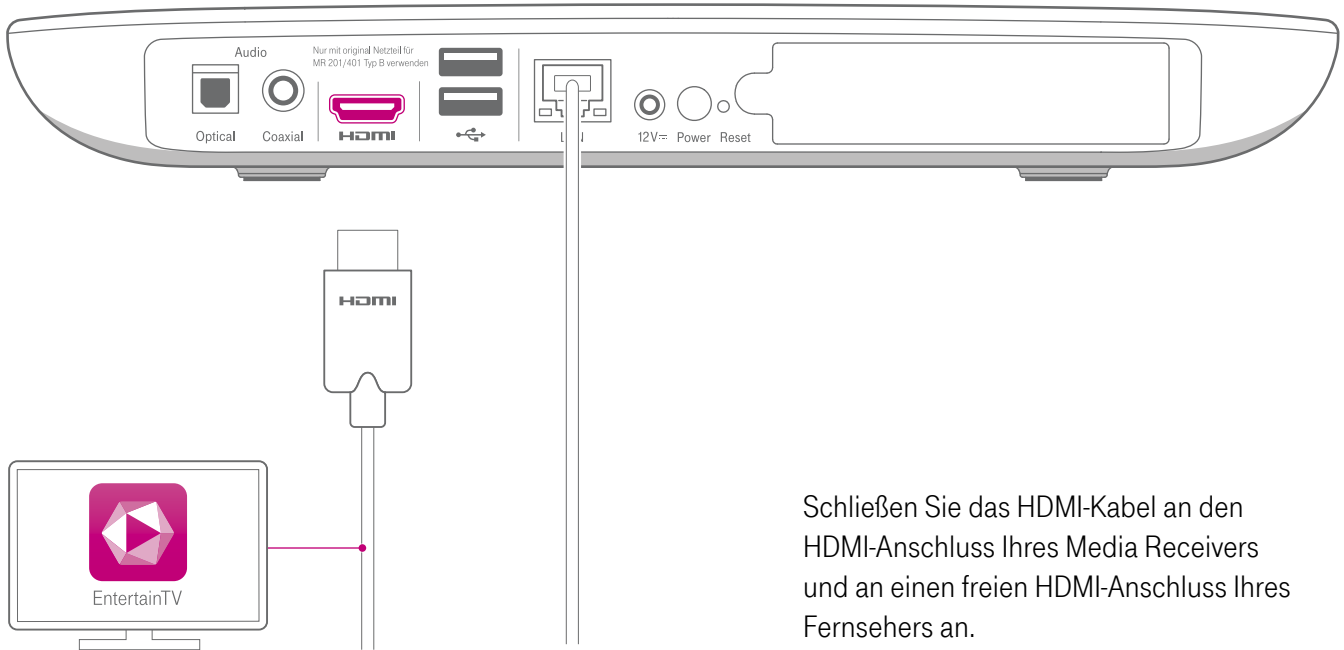 Audio
Nur mit original Netzteil für
MR 201/401 Typ B verwenden
Optical Coaxial HDMI LAN 12V⎓ Power Reset
HDMI
EntertainTV
Schließen Sie das HDMI-Kabel an den
HDMI-Anschluss Ihres Media Receivers
und an einen freien HDMI-Anschluss Ihres
Fernsehers an.